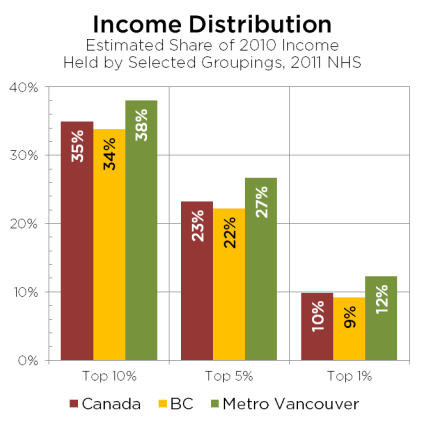 Income Distribution
Estimated Share of 2010 Income
Held by Selected Groupings, 2011 NHS
40%
30%
20%
10%
0%
35%
34%
38%
23%
22%
27%
10%
9%
12%
Top 10%
Top 5%
Top 1%
Canada BC Metro Vancouver